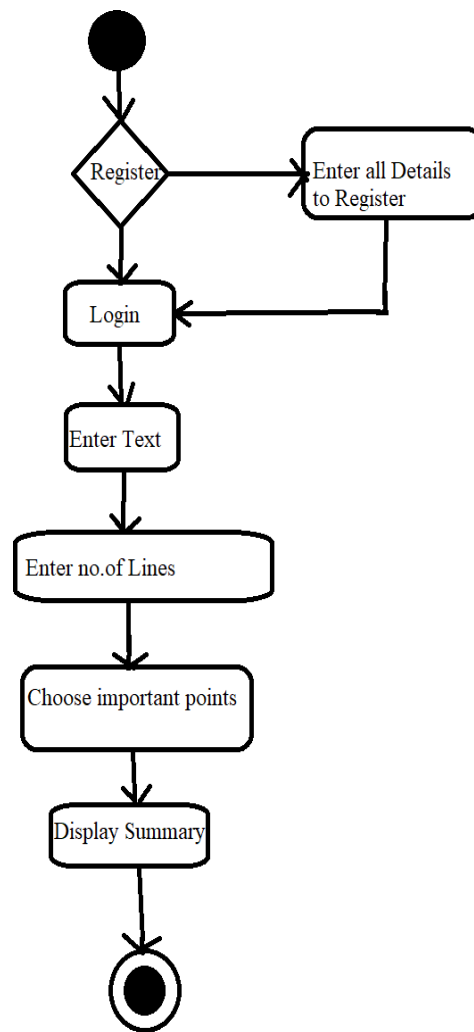 Register
Enter all Details
to Register
Login
Enter Text
Enter no.of Lines
Choose important points
Display Summary